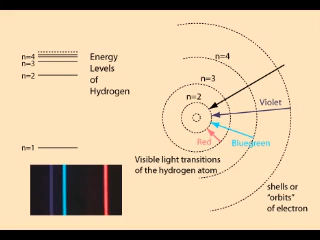 n=4
n=3
n=2
n=1
Energy
Levels
of
Hydrogen
n=4
n=3
n=2
Violet
Red
Bluegreen
Visible light transitions
of the hydrogen atom
shells or
"orbits"
of electron